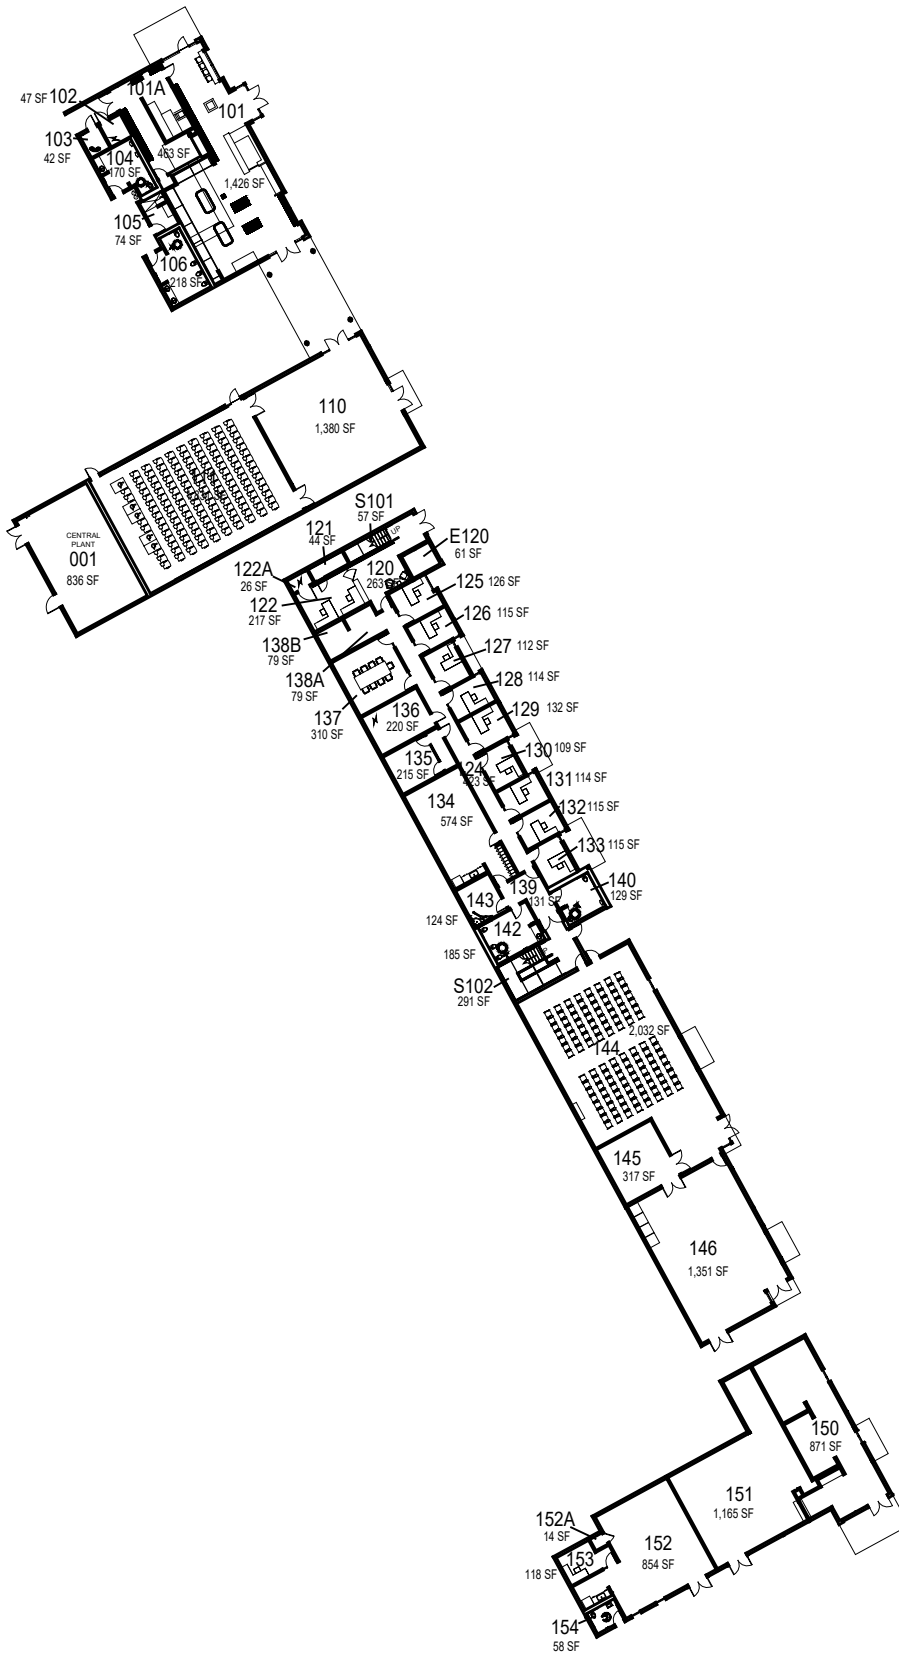 101A
47 SF 102
101
103
42 SF
104
170 SF
463 SF
1,426 SF
105
74 SF
106
218 SF
110
1,380 SF
CENTRAL
PLANT
001
836 SF
S101
57 SF
UP
121
44 SF
E120
61 SF
122A
26 SF
120
263 SF
125 126 SF
122
217 SF
126 115 SF
138B
79 SF
127 112 SF
138A
79 SF
128 114 SF
137
310 SF
136
220 SF
129 132 SF
135
215 SF
130 109 SF
124
423 SF
131 114 SF
134
574 SF
132 115 SF
133 115 SF
139
131 SF
140
129 SF
143
124 SF
142
185 SF
S102
291 SF
2,032 SF
144
145
317 SF
146
1,351 SF
150
871 SF
151
1,165 SF
152A
14 SF
152
854 SF
153
118 SF
154
58 SF